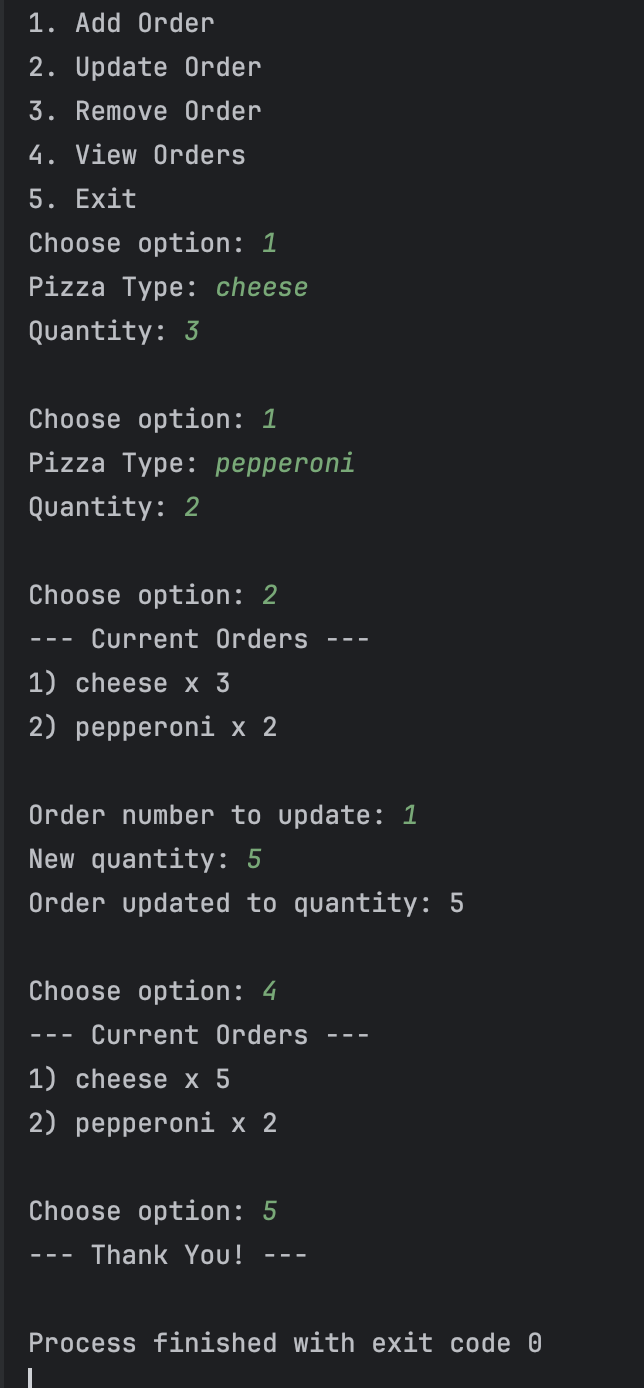 1. Add Order
2. Update Order
3. Remove Order
4. View Orders
5. Exit
Choose option: 1
Pizza Type: cheese
Quantity: 3
Choose option: 1
Pizza Type: pepperoni
Quantity: 2
Choose option: 2
--- Current Orders ---
1) cheese x 3
2) pepperoni x 2
Order number to update: 1
New quantity: 5
Order updated to quantity: 5
Choose option: 4
--- Current Orders ---
1) cheese x 5
2) pepperoni x 2
Choose option: 5
--- Thank You! ---
Process finished with exit code 0